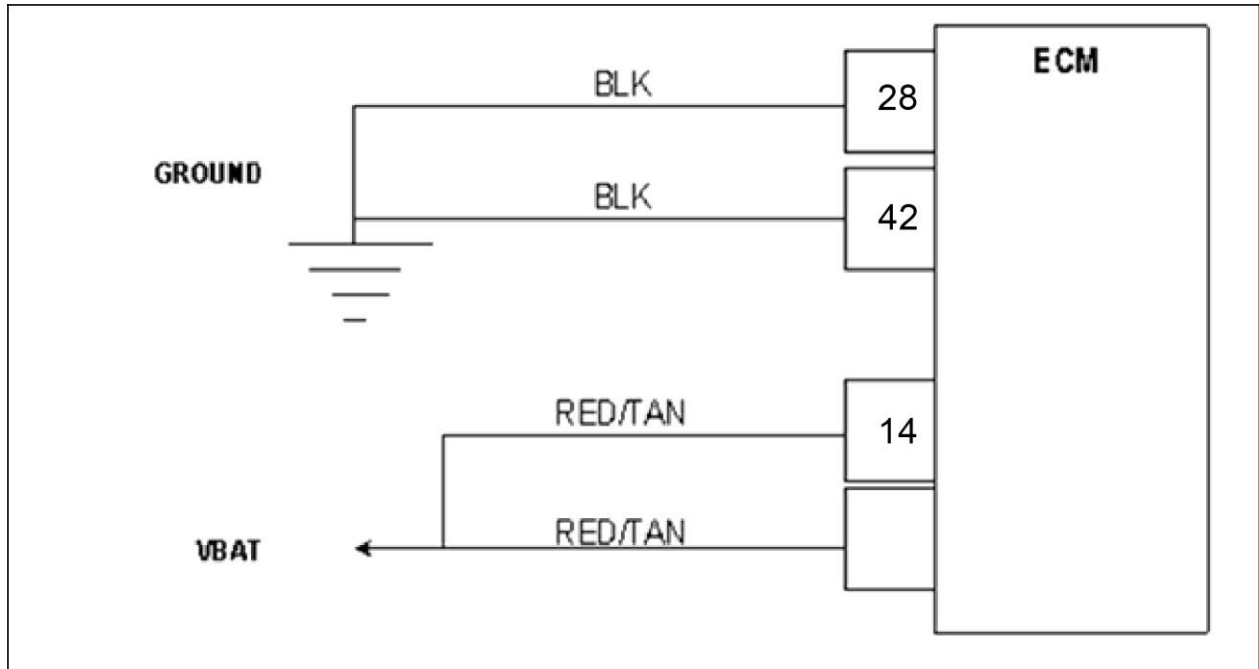 ECM
BLK
28
GROUND
BLK
42
RED/TAN
14
VBAT
RED/TAN